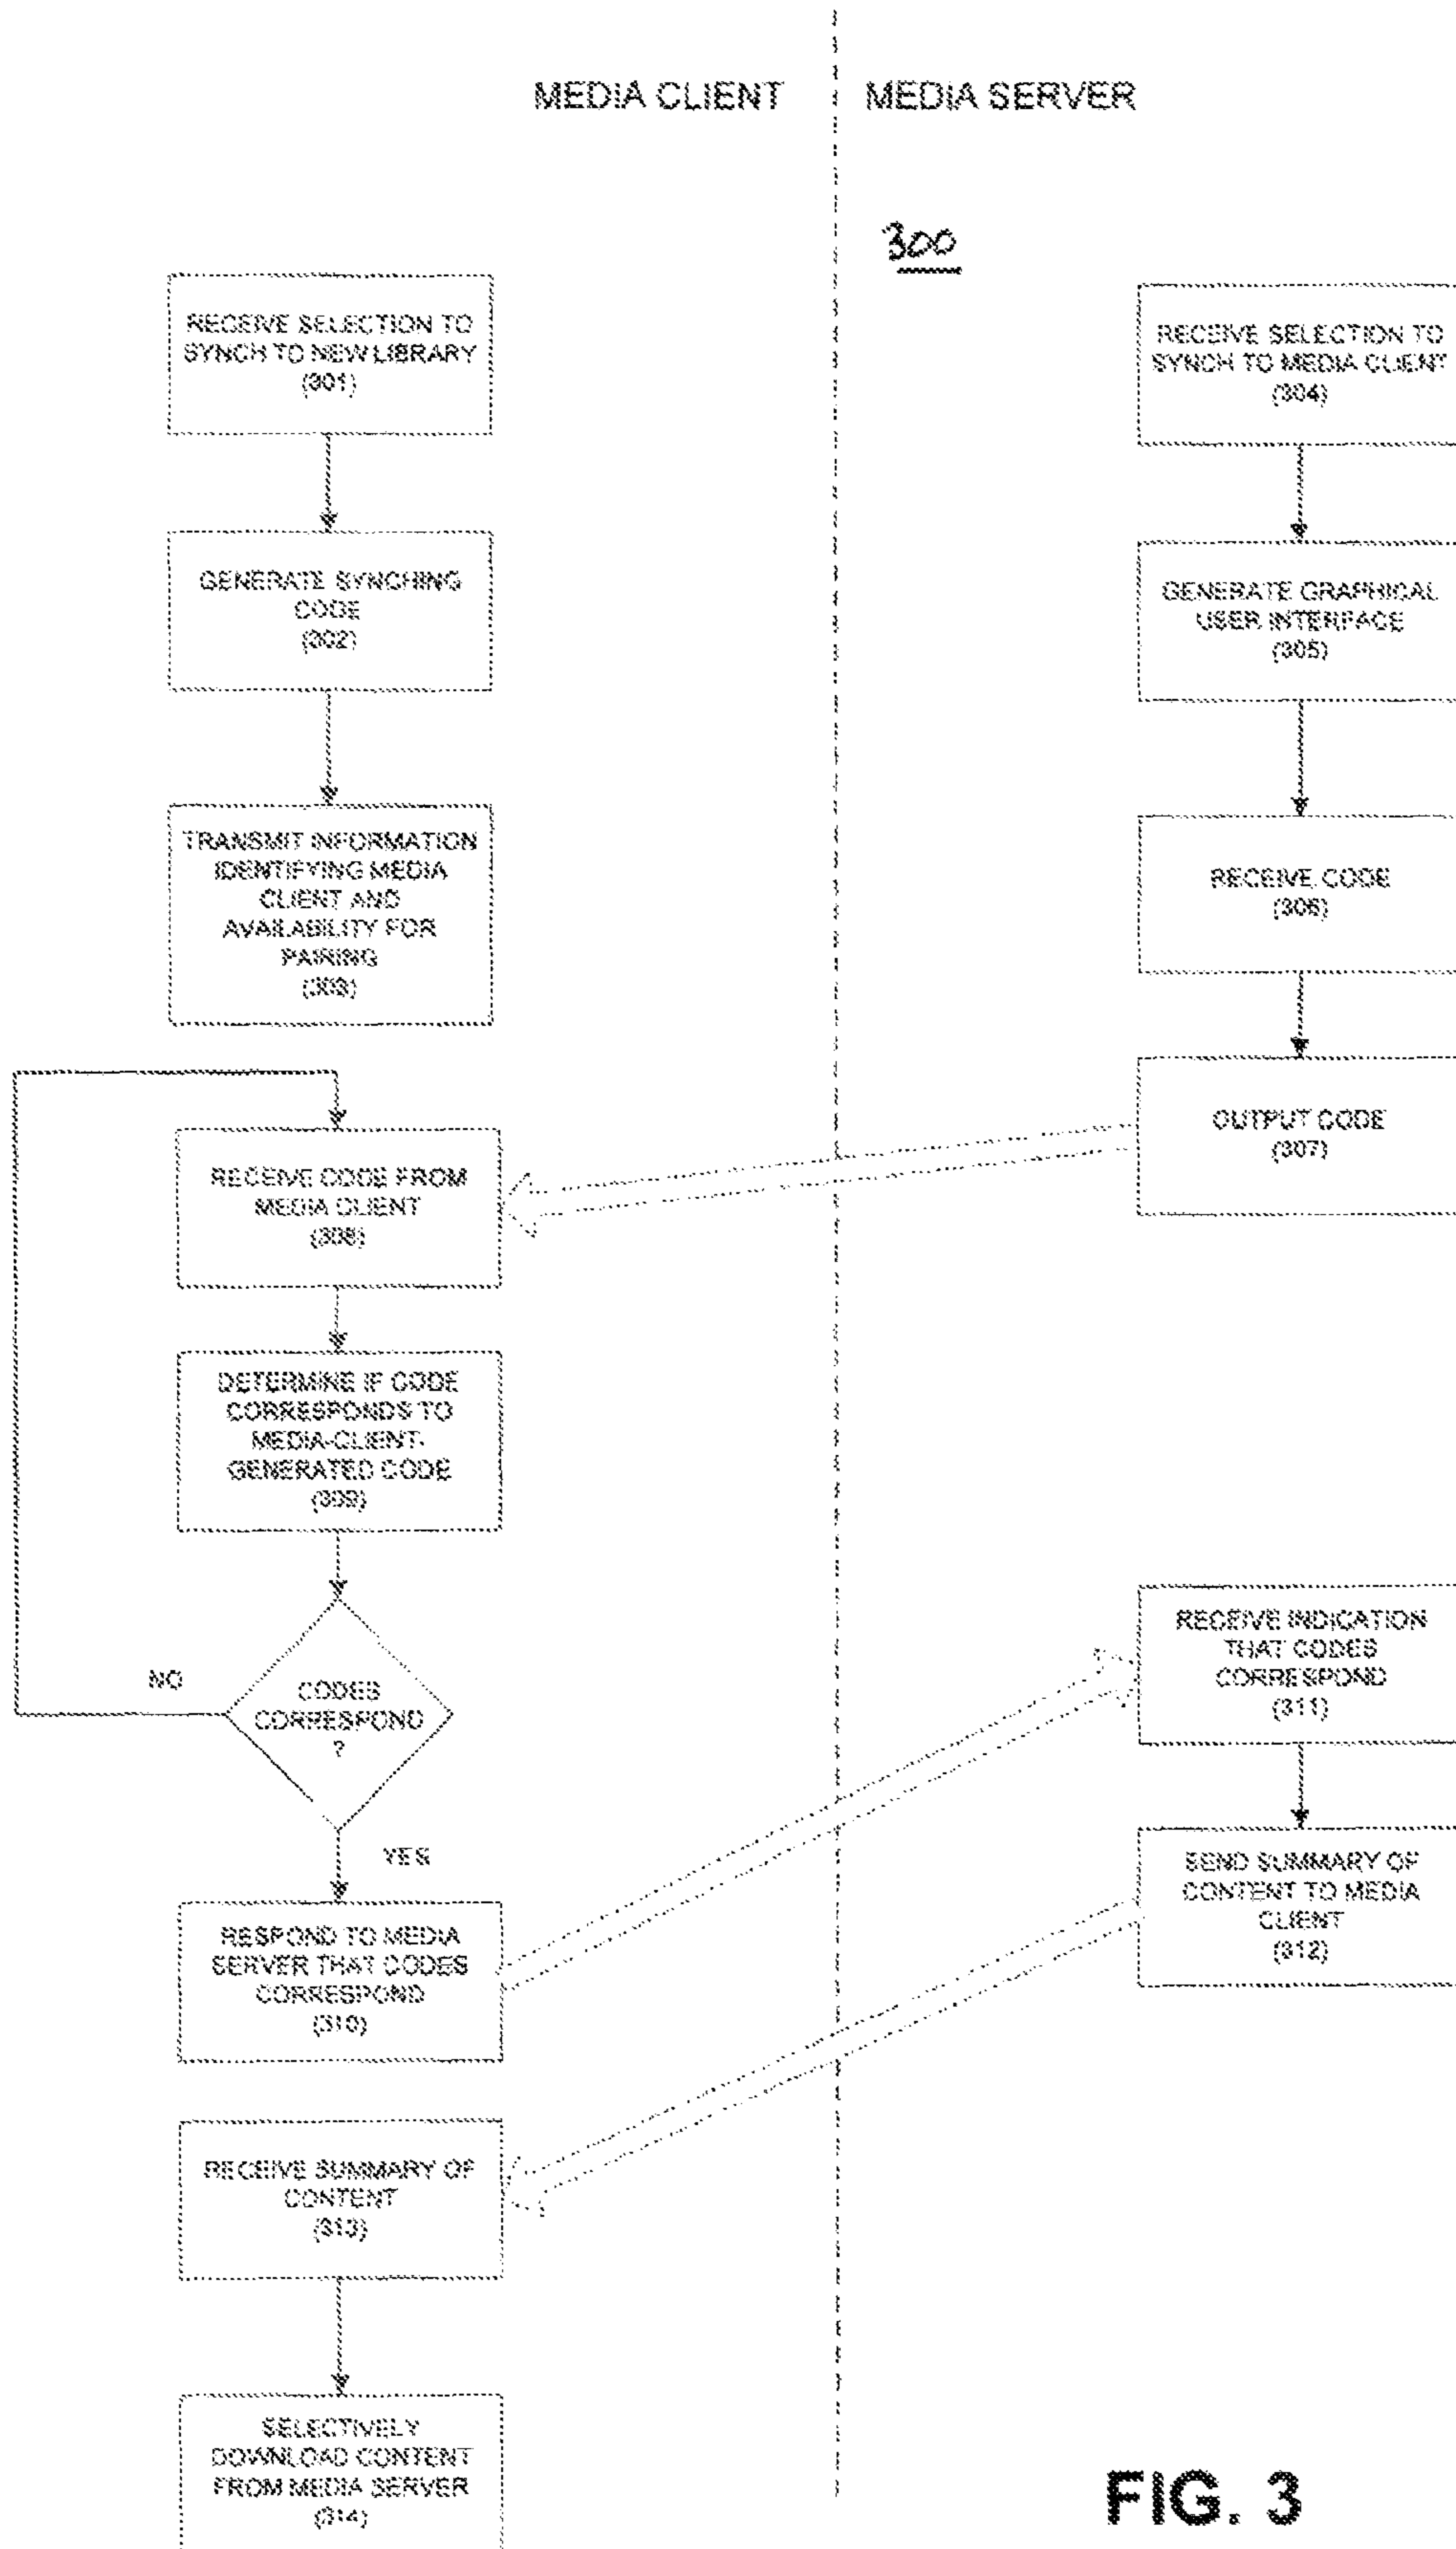 MEDIA CLIENT
MEDIA SERVER
300
RECEIVE SELECTION TO
SYNCH TO NEW LIBRARY
(301)
GENERATE SYNCHING
CODE
(302)
TRANSMIT INFORMATION
IDENTIFYING MEDIA
CLIENT AND
AVAILABILITY FOR
PAIRING
(303)
RECEIVE SELECTION TO
SYNCH TO MEDIA CLIENT
(304)
GENERATE GRAPHICAL
USER INTERFACE
(305)
RECEIVE CODE
(306)
OUTPUT CODE
(307)
RECEIVE CODE FROM
MEDIA CLIENT
(308)
DETERMINE IF CODE
CORRESPONDS TO
MEDIA-CLIENT-
GENERATED CODE
(309)
NO
CODES
CORRESPOND
?
YES
RESPOND TO MEDIA
SERVER THAT CODES
CORRESPOND
(310)
RECEIVE INDICATION
THAT CODES
CORRESPOND
(311)
SEND SUMMARY OF
CONTENT TO MEDIA
CLIENT
(312)
RECEIVE SUMMARY OF
CONTENT
(313)
SELECTIVELY
DOWNLOAD CONTENT
FROM MEDIA SERVER
(314)
FIG. 3